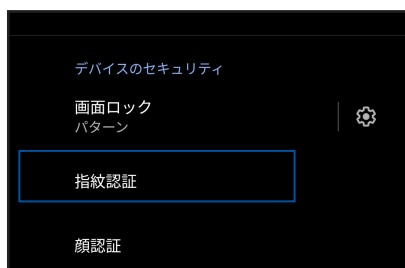 デバイスのセキュリティ
画面ロック
パターン
指紋認証
顔認証